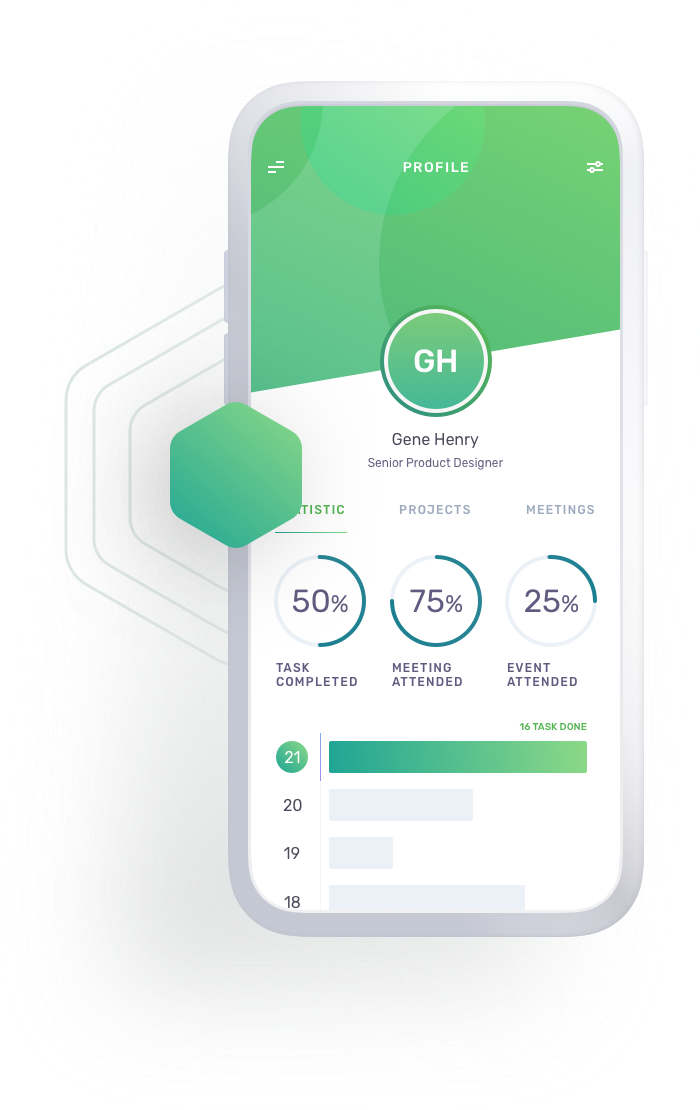 PROFILE
GH
Gene Henry
Senior Product Designer
TISTIC PROJECTS MEETINGS
50% 75% 25%
TASK COMPLETED
MEETING ATTENDED
EVENT ATTENDED
16 TASK DONE
21
20
19
18